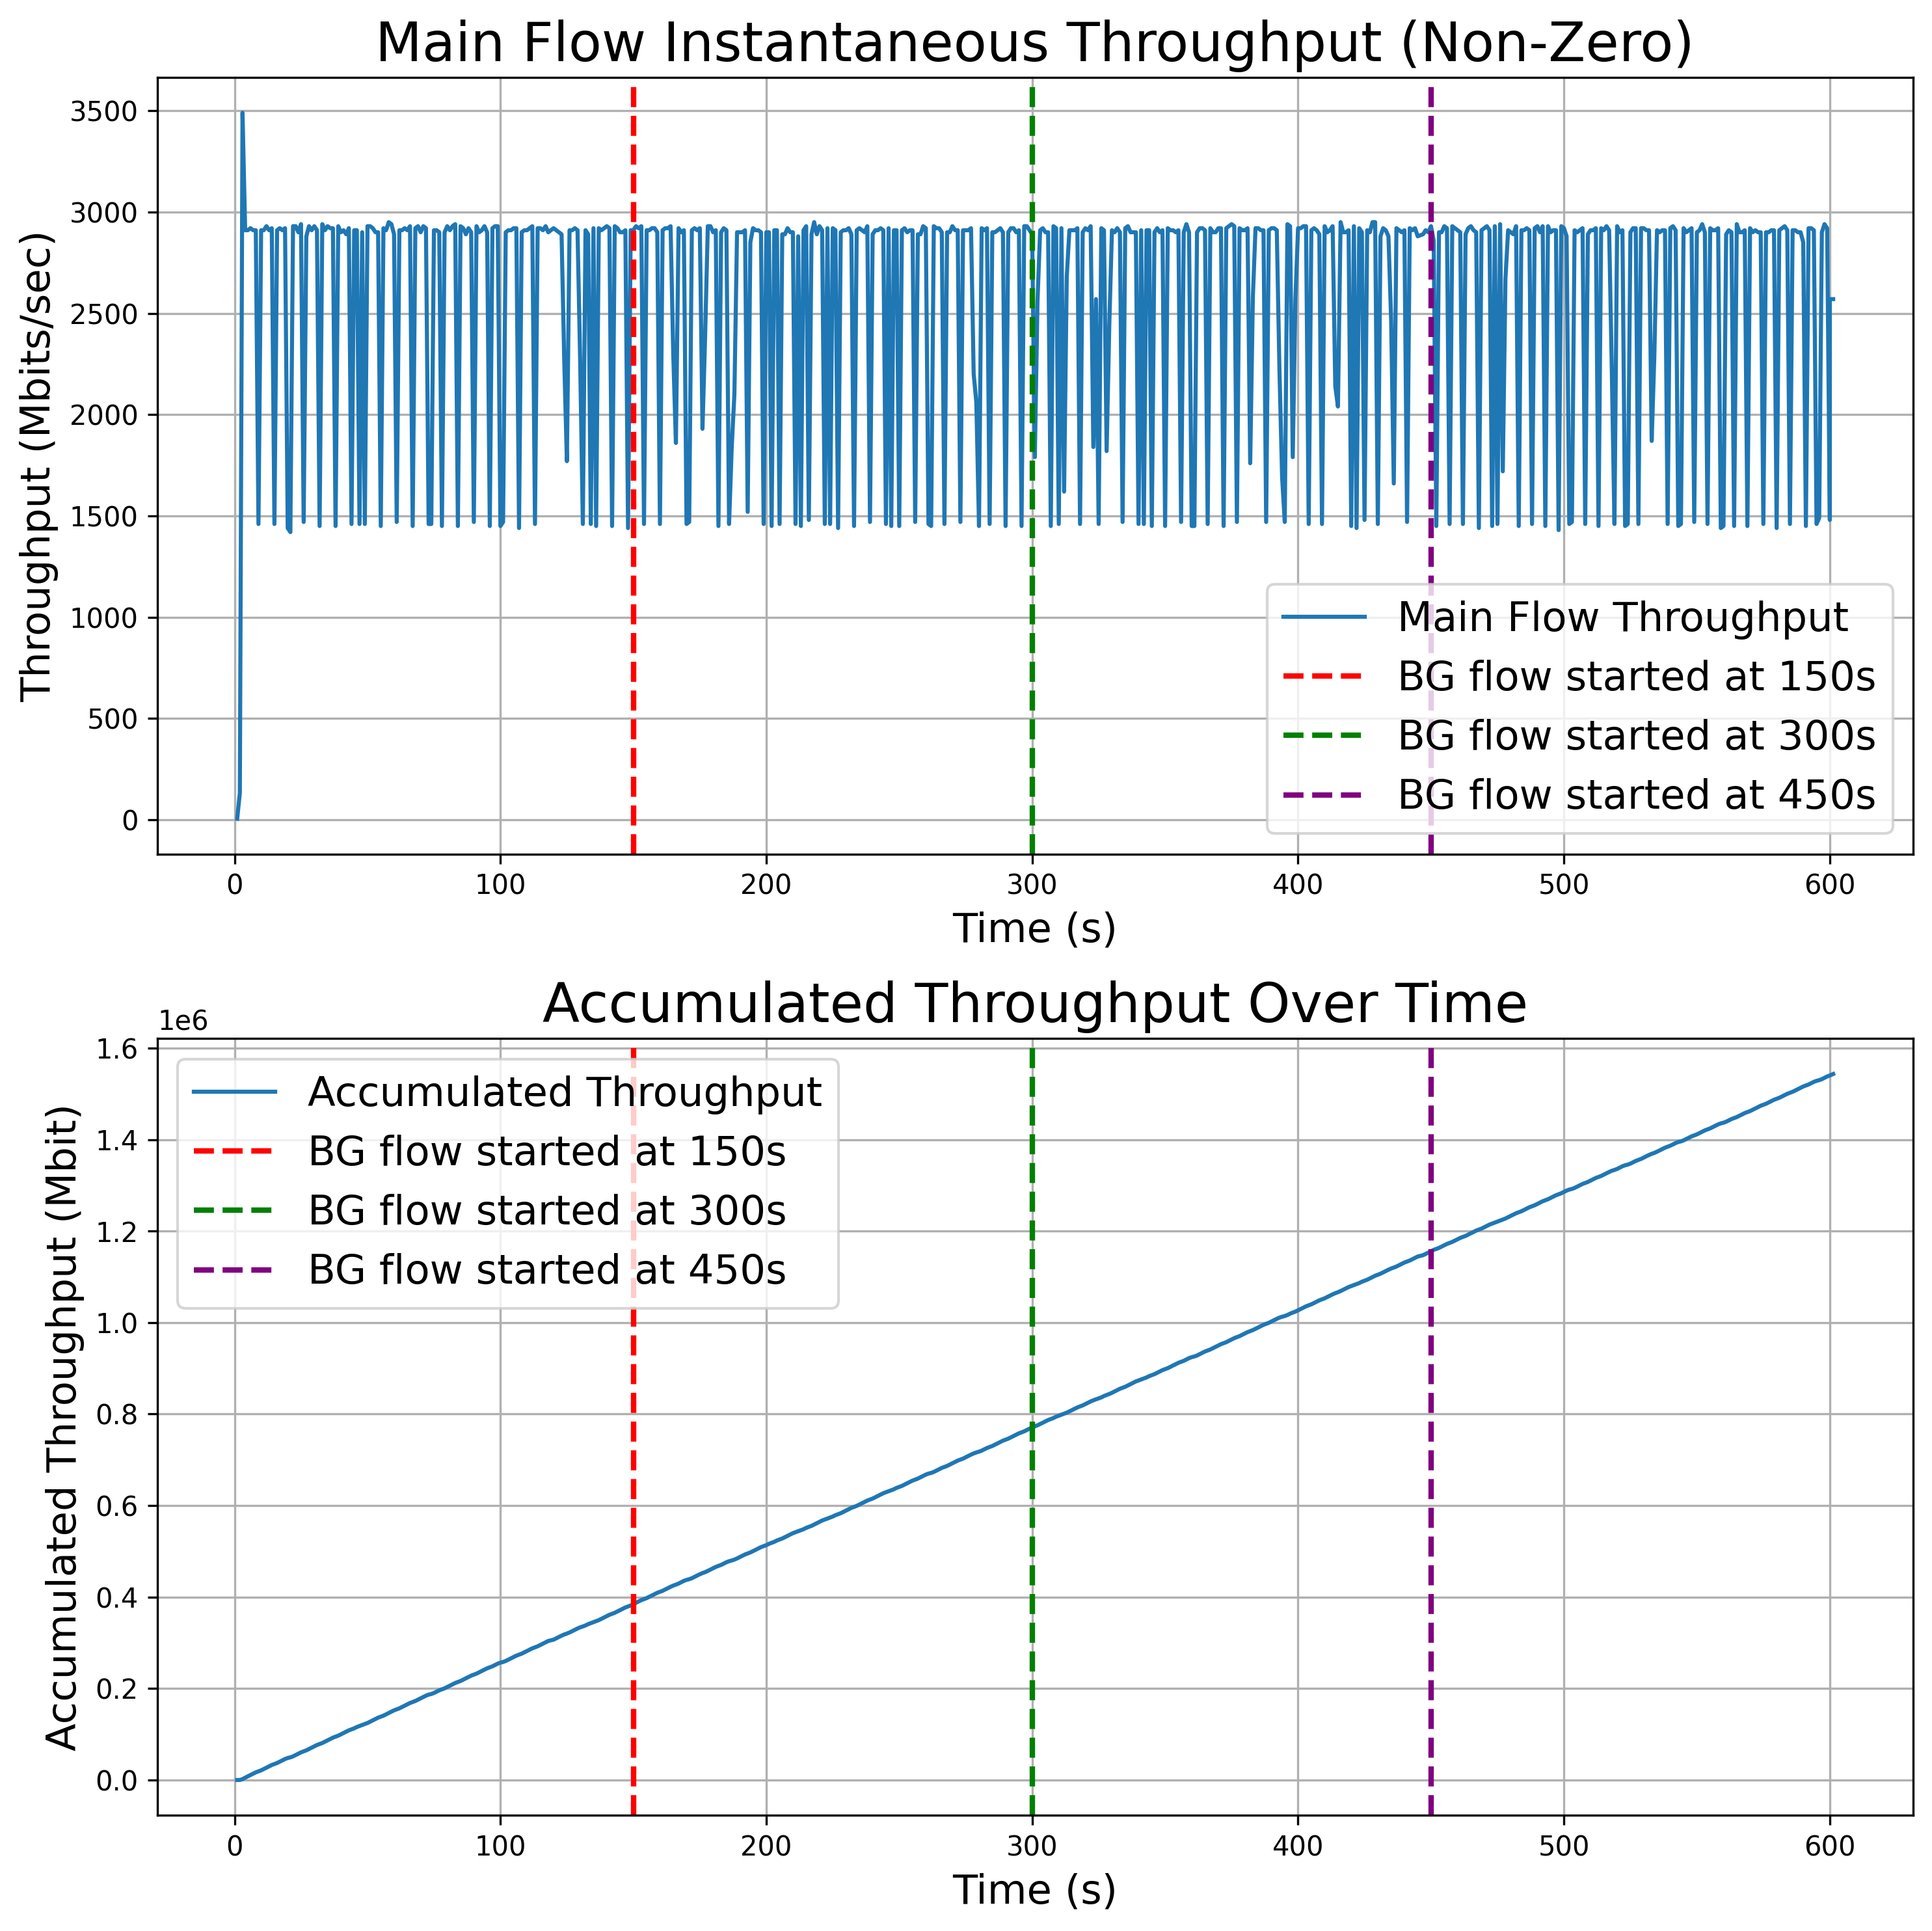 Main Flow Instantaneous Throughput (Non-Zero)
3500
3000
2500
2000
1500
1000
500
0
Throughput (Mbits/sec)
Main Flow Throughput
BG flow started at 150s
BG flow started at 300s
BG flow started at 450s
0 100 200 300 400 500 600
Time (s)
Accumulated Throughput Over Time
1e6
1.6
1.4
1.2
1.0
0.8
0.6
0.4
0.2
0.0
Accumulated Throughput (Mbit)
Accumulated Throughput
BG flow started at 150s
BG flow started at 300s
BG flow started at 450s
0 100 200 300 400 500 600
Time (s)